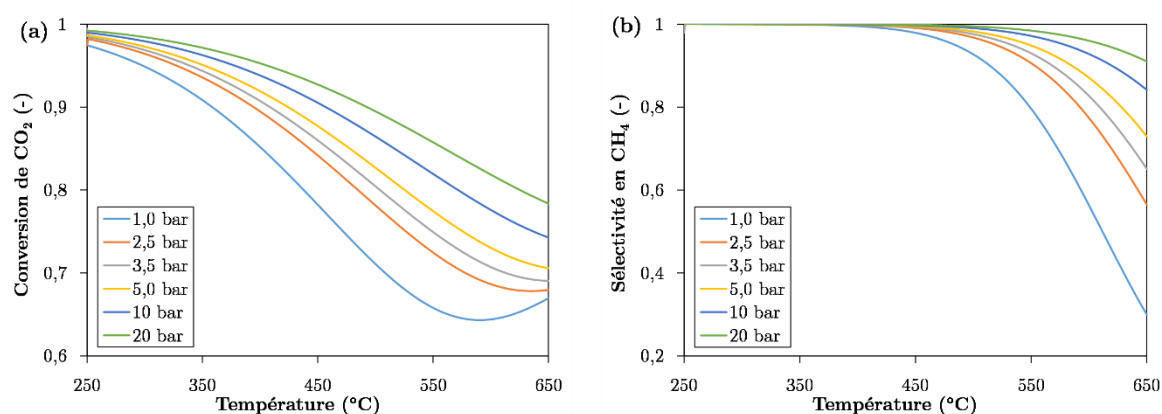 (a)
Conversion de CO₂ (-)
1
0,9
0,8
0,7
0,6
1,0 bar
2,5 bar
3,5 bar
5,0 bar
10 bar
20 bar
250 350 450 550 650
Température (°C)
(b)
Sélectivité en CH₄ (-)
1
0,8
0,6
0,4
0,2
1,0 bar
2,5 bar
3,5 bar
5,0 bar
10 bar
20 bar
250 350 450 550 650
Température (°C)